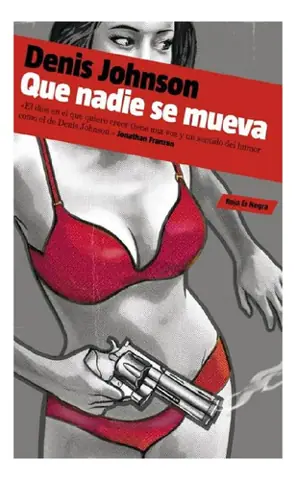 Denis Johnson
Que nadie se mueva
«El dios en el que quiero creer tiene una voz y un sentido del humor
como el de Denis Johnson.» Jonathan Franzen
Roja & Negra